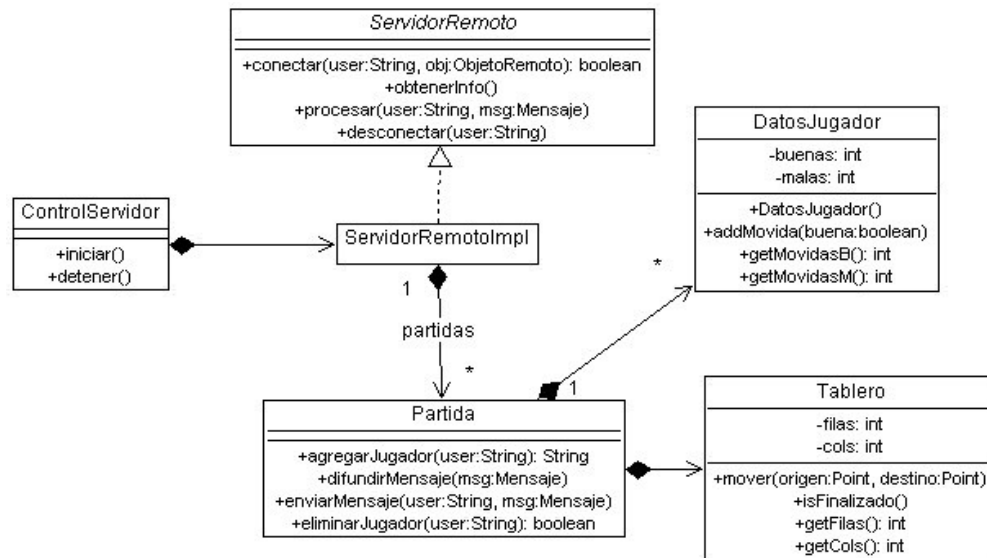 ServidorRemoto
+conectar(user:String, obj:ObjetoRemoto): boolean
+obtenerInfo()
+procesar(user:String, msg:Mensaje)
+desconectar(user:String)
DatosJugador
-buenas: int
-malas: int
+DatosJugador()
+addMovida(buena:boolean)
+getMovidasB(): int
+getMovidasM(): int
ControlServidor
+iniciar()
+detener()
ServidorRemotoImpl
1
partidas
*
*
1
Partida
+agregarJugador(user:String): String
+difundirMensaje(msg:Mensaje)
+enviarMensaje(user:String, msg:Mensaje)
+eliminarJugador(user:String): boolean
Tablero
-filas: int
-cols: int
+mover(origen:Point, destino:Point)
+isFinalizado()
+getFilas(): int
+getCols(): int